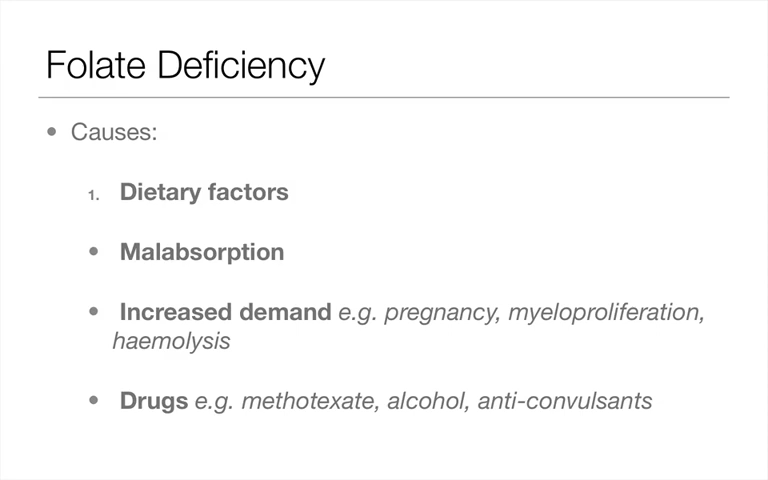 Folate Deficiency
• Causes:
1. Dietary factors
• Malabsorption
• Increased demand e.g. pregnancy, myeloproliferation,
haemolysis
• Drugs e.g. methotexate, alcohol, anti-convulsants